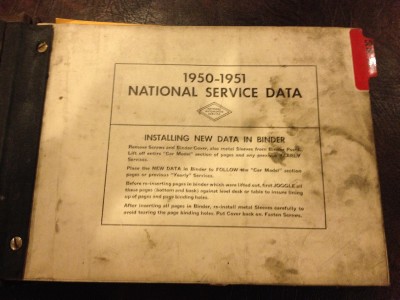 1950-1951
NATIONAL SERVICE DATA
INSTALLING NEW DATA IN BINDER
Remove Screws and Binder Cover, also metal Sleeves from Binder Posts.
Lift off entire "Car Model" section of pages and any previous YEARLY
Services.
Place the NEW DATA in Binder to FOLLOW the "Car Model" section
pages or previous "Yearly" Services.
Before re-inserting pages in binder which were lifted out, first JOGGLE all
these pages (bottom and back) against level desk or table to insure lining
up of pages and page binding holes.
After inserting all pages in Binder, re-install metal Sleeves carefully to
avoid tearing the page binding holes. Put Cover back on. Fasten Screws.